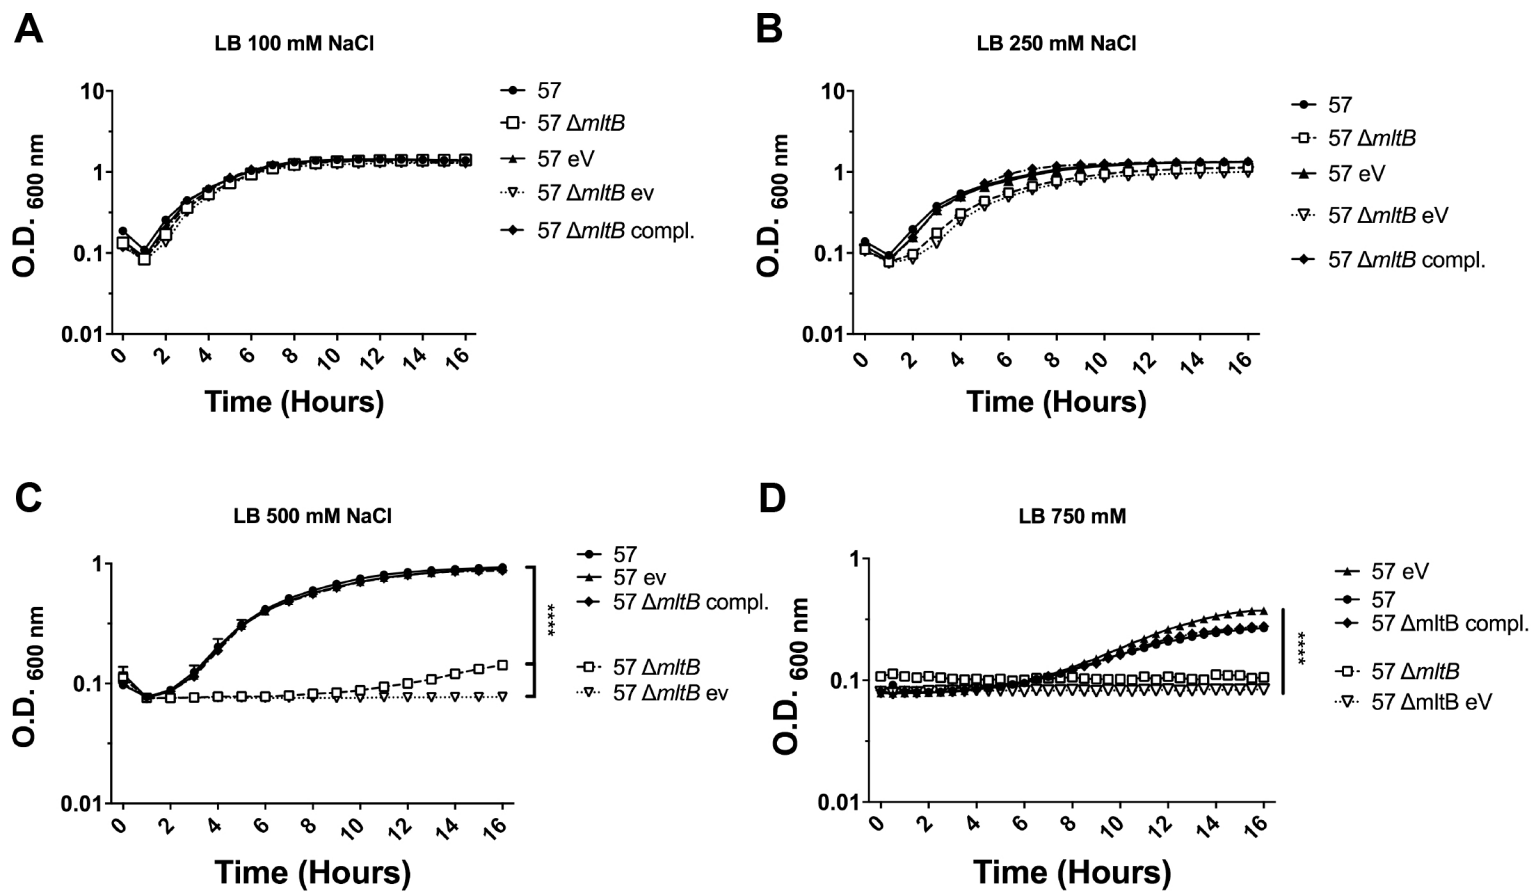 A
LB 100 mM NaCl
10
1
0.1
0.01
O.D. 600 nm
0 2 4 6 8 10 12 14 16
Time (Hours)
57
57 ΔmltB
57 eV
57 ΔmltB ev
57 ΔmltB compl.
B
LB 250 mM NaCl
10
1
0.1
0.01
O.D. 600 nm
0 2 4 6 8 10 12 14 16
Time (Hours)
57
57 ΔmltB
57 eV
57 ΔmltB eV
57 ΔmltB compl.
C
LB 500 mM NaCl
1
0.1
0.01
O.D. 600 nm
0 2 4 6 8 10 12 14 16
Time (Hours)
57
57 ev
57 ΔmltB compl.
57 ΔmltB
57 ΔmltB ev
****
D
LB 750 mM
1
0.1
0.01
O.D. 600 nm
0 2 4 6 8 10 12 14 16
Time (Hours)
57 eV
57
57 ΔmltB compl.
57 ΔmltB
57 ΔmltB eV
****